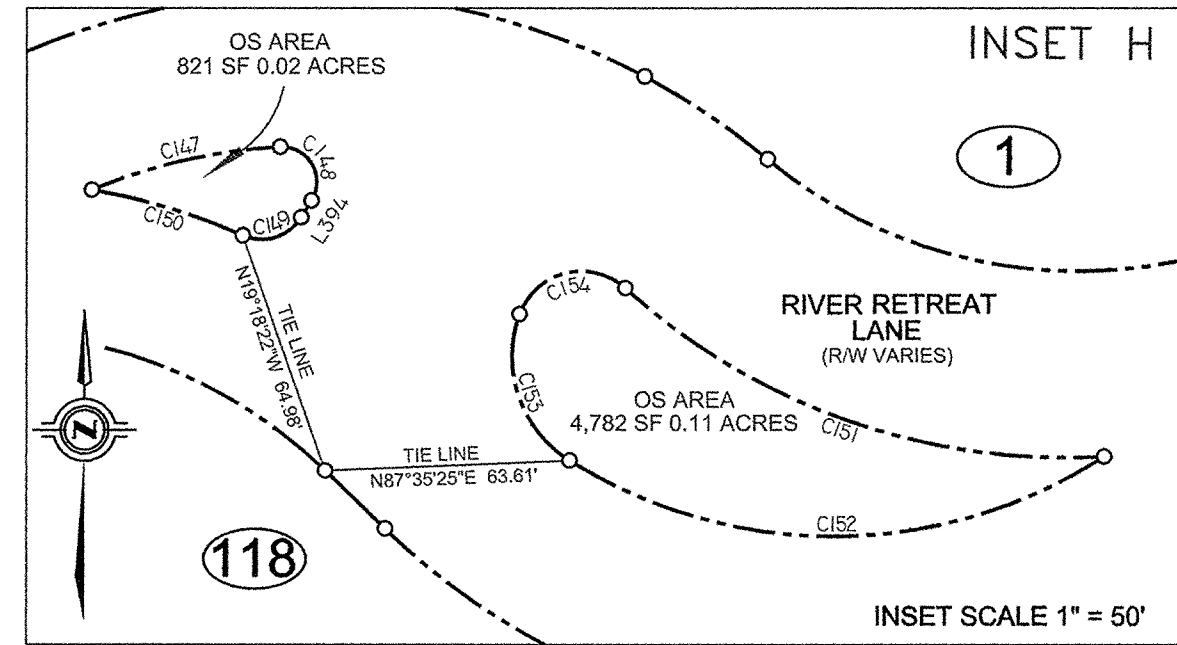 INSET H
OS AREA
821 SF 0.02 ACRES
C147
C148
1
C150
C149
L394
TIE LINE
N19°18'22"W 64.98'
C154
RIVER RETREAT
LANE
(R/W VARIES)
C153
OS AREA
4,782 SF 0.11 ACRES
C151
N
TIE LINE
N87°35'25"E 63.61'
C152
118
INSET SCALE 1" = 50'